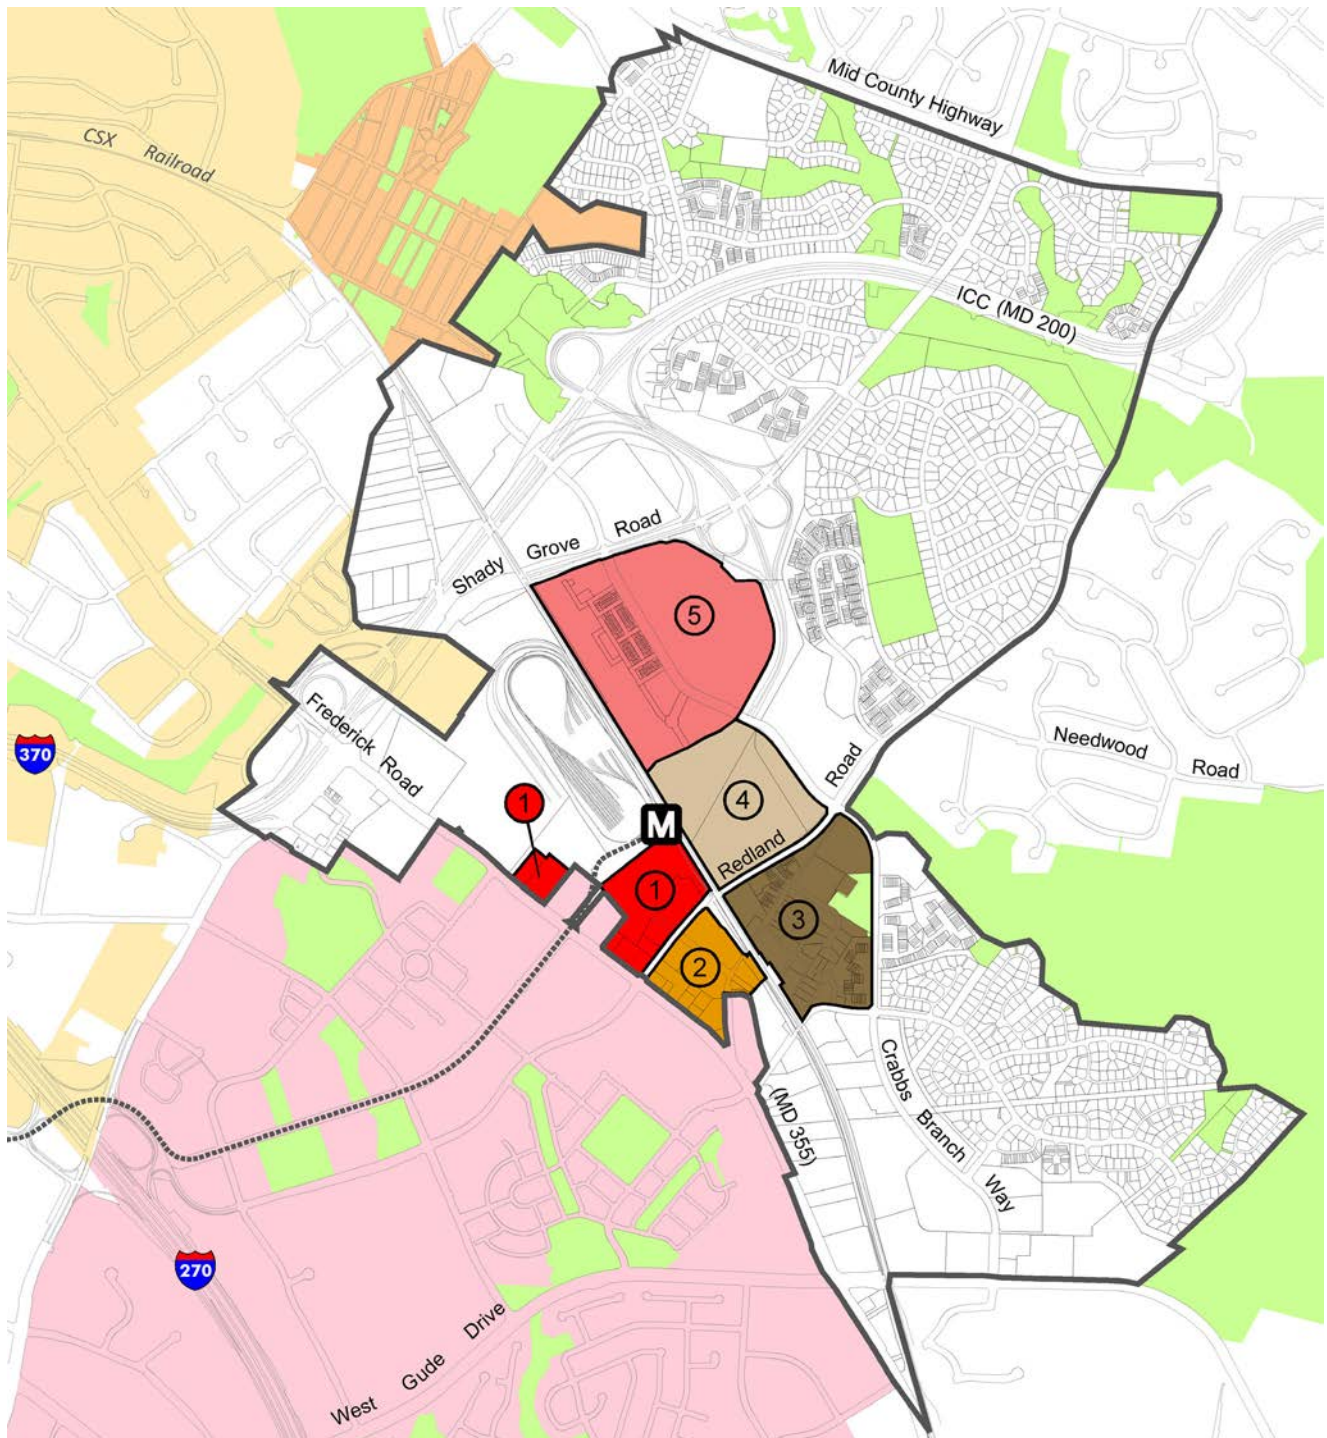 Mid County Highway
CSX Railroad
ICC (MD 200)
Shady Grove Road
5
Needwood Road
370
Frederick Road
Road
1
4
M
Redland
1
3
2
Crabbs Branch Way
(MD 355)
270
West Gude Drive